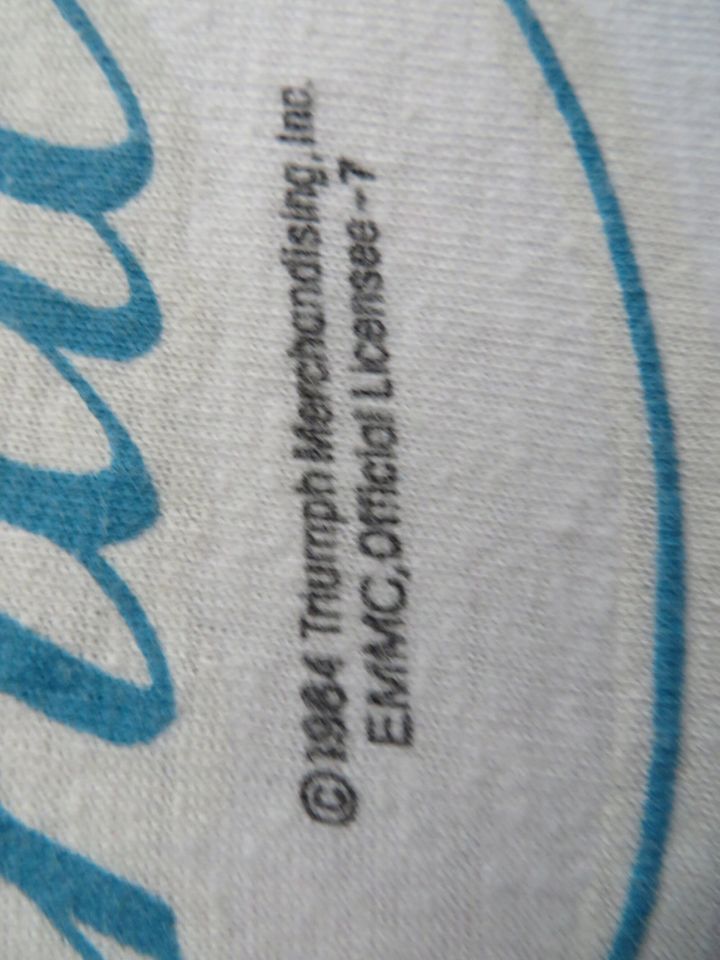 ©1984 Triumph Merchandising, Inc.
EMMC, Official Licensee - 7